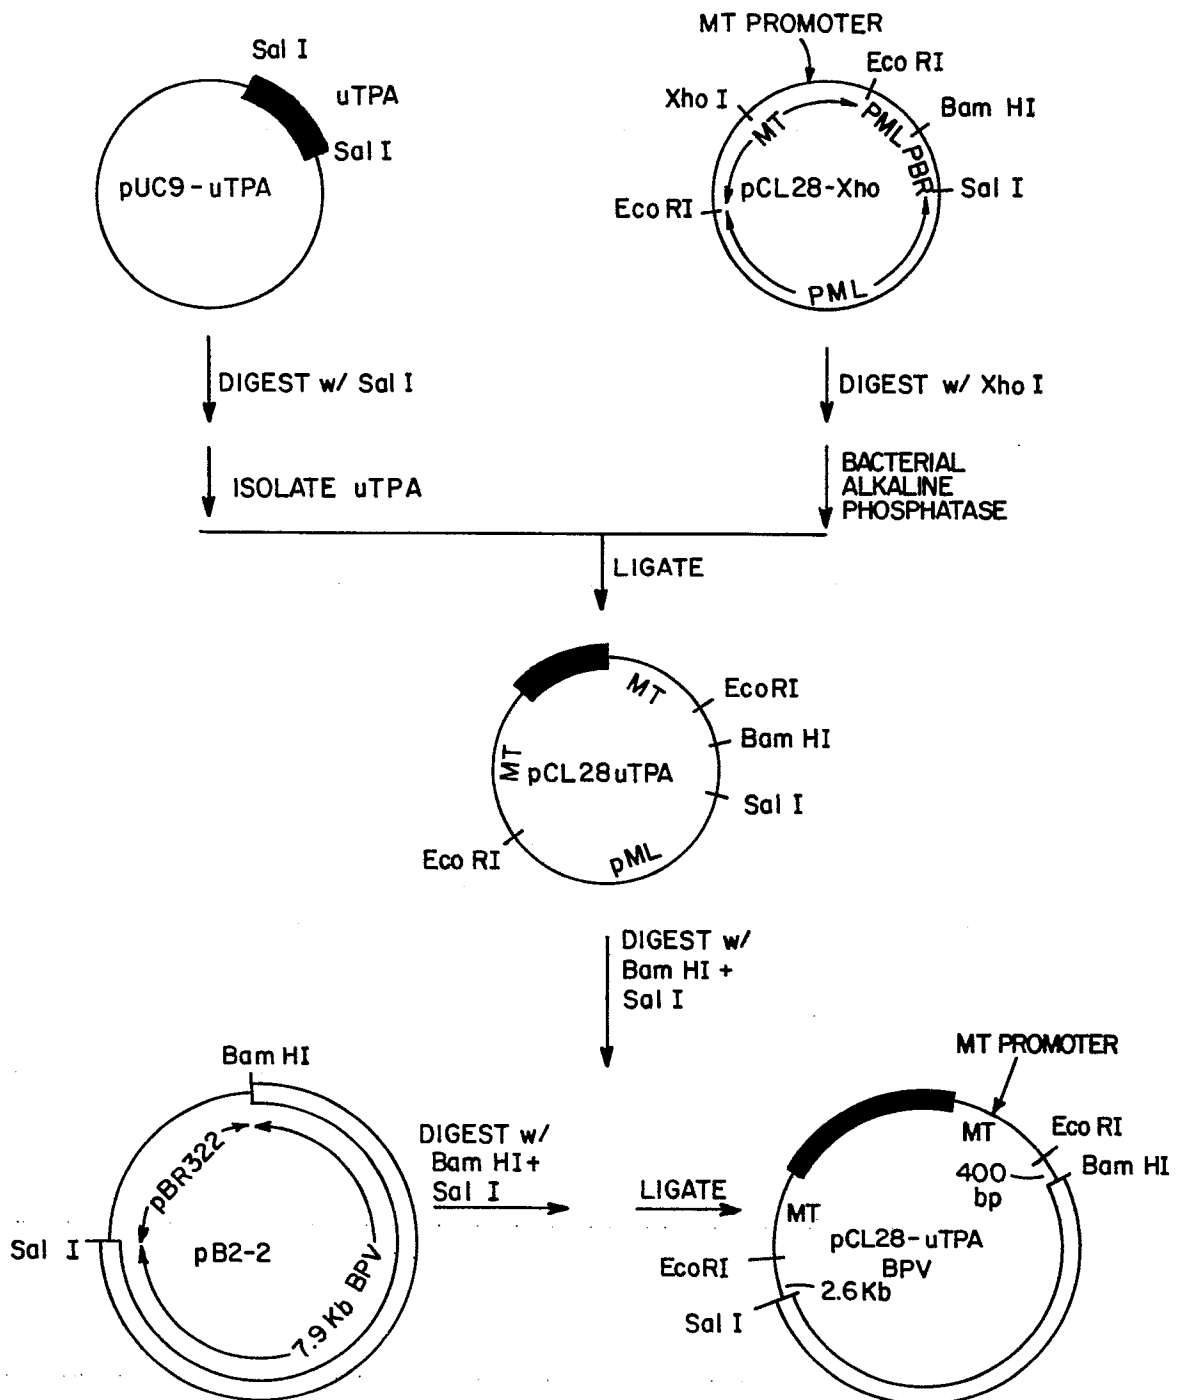 Sal I
uTPA
Sal I
pUC9-uTPA
MT PROMOTER
Eco RI
Xho I
Bam HI
MT
PML
PBR
pCL28-Xho
Sal I
Eco RI
PML
DIGEST w/ Sal I
DIGEST w/ Xho I
ISOLATE uTPA
BACTERIAL
ALKALINE
PHOSPHATASE
LIGATE
MT
EcoRI
Bam HI
MT
pCL28uTPA
Sal I
Eco RI
pML
DIGEST w/
Bam HI +
Sal I
Bam HI
pBR322
Sal I
pB2-2
7.9 Kb BPV
DIGEST w/
Bam HI+
Sal I
LIGATE
MT PROMOTER
MT
Eco RI
Bam HI
400
bp
MT
pCL28-uTPA
BPV
EcoRI
2.6 Kb
Sal I